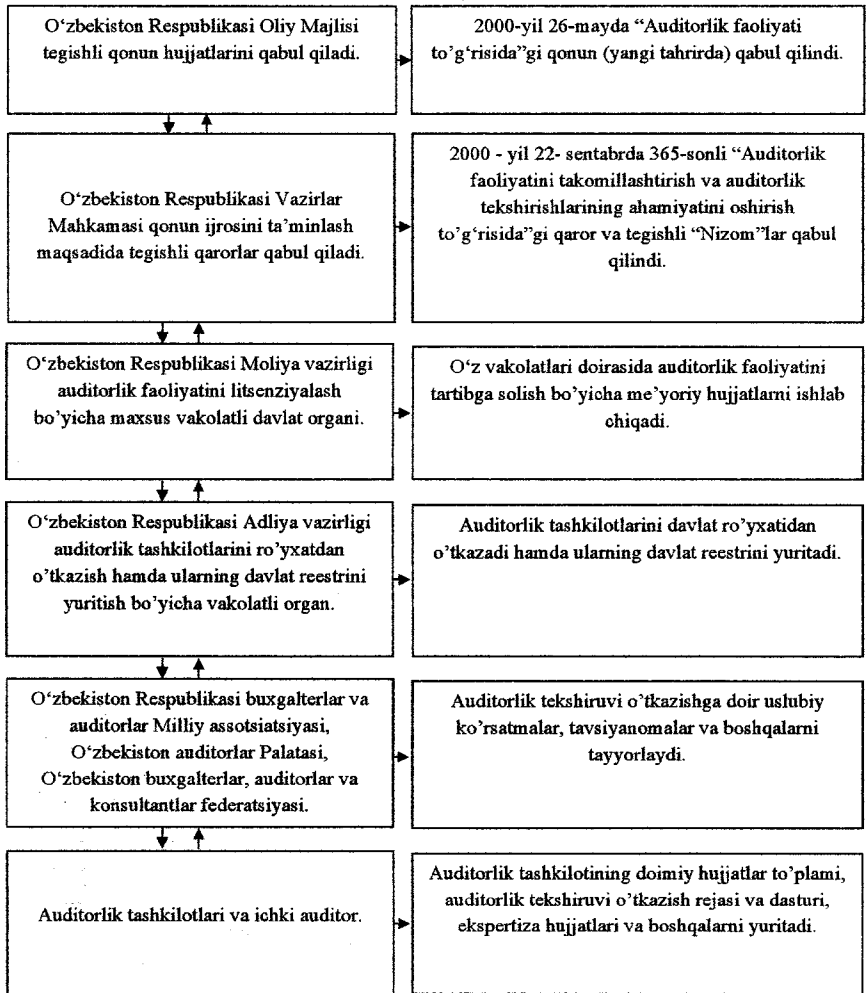 O‘zbekiston Respublikasi Oliy Majlisi
tegishli qonun hujjatlarini qabul qiladi.
2000-yil 26-mayda “Auditorlik faoliyati
to’g‘risida”gi qonun (yangi tahrirda) qabul qilindi.
O‘zbekiston Respublikasi Vazirlar
Mahkamasi qonun ijrosini ta’minlash
maqsadida tegishli qarorlar qabul qiladi.
2000 - yil 22- sentabrda 365-sonli “Auditorlik
faoliyatini takomillashtirish va auditorlik
tekshirishlarining ahamiyatini oshirish
to’g‘risida”gi qaror va tegishli “Nizom”lar qabul
qilindi.
O‘zbekiston Respublikasi Moliya vazirligi
auditorlik faoliyatini litsenziyalash
bo’yicha maxsus vakolatli davlat organi.
O‘z vakolatlari doirasida auditorlik faoliyatini
tartibga solish bo’yicha me’yoriy hujjatlarni ishlab
chiqadi.
O‘zbekiston Respublikasi Adliya vazirligi
auditorlik tashkilotlarini ro’yxatdan
o’tkazish hamda ularning davlat reestrini
yuritish bo’yicha vakolatli organ.
Auditorlik tashkilotlarini davlat ro’yxatidan
o’tkazadi hamda ularning davlat reestrini yuritadi.
O‘zbekiston Respublikasi buxgalterlar va
auditorlar Milliy assotsiatsiyasi,
O‘zbekiston auditorlar Palatasi,
O‘zbekiston buxgalterlar, auditorlar va
konsultantlar federatsiyasi.
Auditorlik tekshiruvi o’tkazishga doir uslubiy
ko’rsatmalar, tavsiyanomalar va boshqalarni
tayyorlaydi.
Auditorlik tashkilotlari va ichki auditor.
Auditorlik tashkilotining doimiy hujjatlar to’plami,
auditorlik tekshiruvi o’tkazish rejasi va dasturi,
ekspertiza hujjatlari va boshqalarni yuritadi.